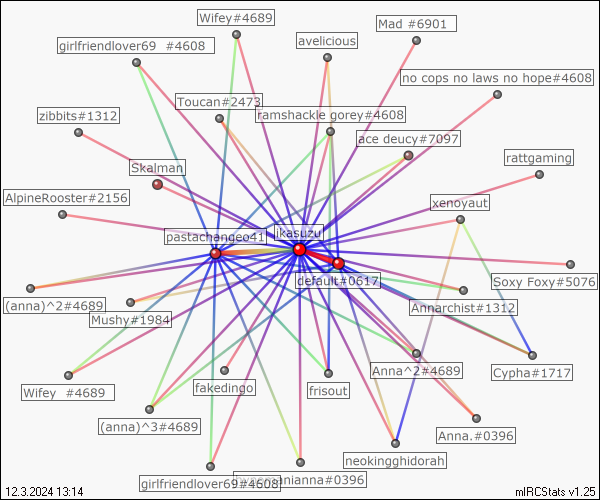 Wifey#4689
Mad #6901
girlfriendlover69 #4608
avelicious
no cops no laws no hope#4608
Toucan#2473
ramshackle gorey#4608
zibbits#1312
ace deucy#7097
rattgaming
Skalman
AlpineRooster#2156
xenoyaut
ikasuzu
pastachangeo41
default#0617
Soxy Foxy#5076
(anna)^2#4689
Annarchist#1312
Mushy#1984
Anna^2#4689
Cypha#1717
Wifey #4689
fakedingo
frisout
(anna)^3#4689
Anna.#0396
neokingghidorah
girlfriendlover69#4608
manianna#0396
12.3.2024 13:14
mIRCStats v1.25